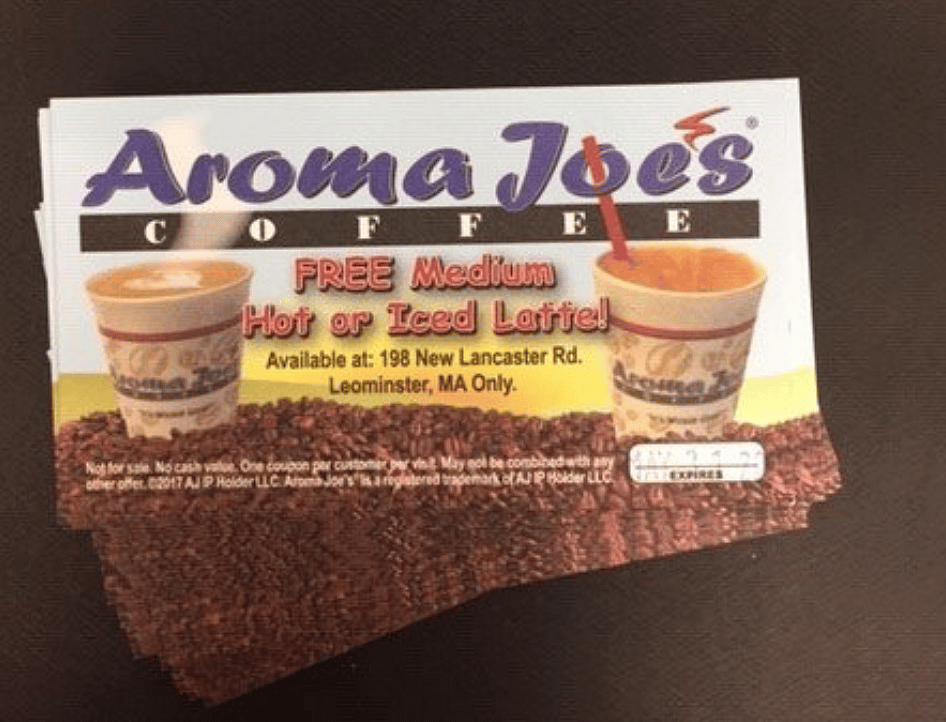 Aroma Joe's®
COFFEE
FREE Medium
Hot or Iced Latte!
Available at: 198 New Lancaster Rd.
Leominster, MA Only.
Not for sale. No cash value. One coupon per customer per visit. May not be combined with any
other offer. ©2017 AJ IP Holder LLC. Aroma Joe's® is a registered trademark of AJ IP Holder LLC.
EXPIRES
Aroma
Aroma